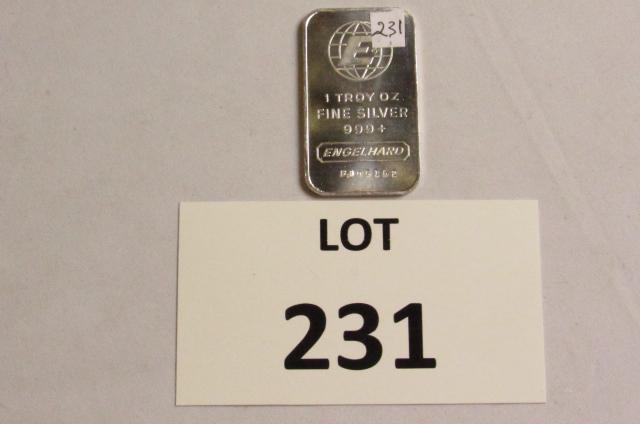 231
E
1 TROY OZ.
FINE SILVER
999+
ENGELHARD
LOT
231